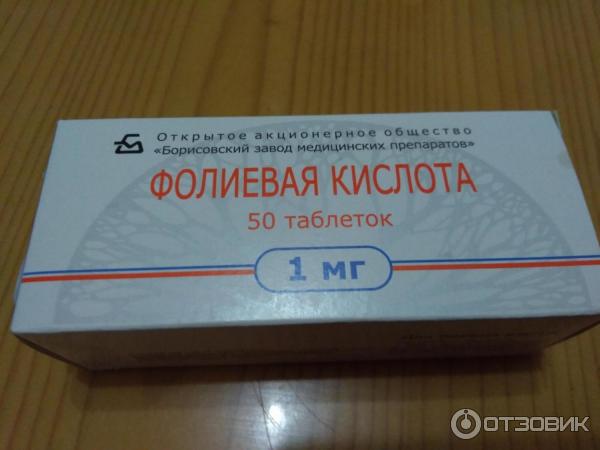 Открытое акционерное общество
«Борисовский завод медицинских препаратов»
ФОЛИЕВАЯ КИСЛОТА
50 таблеток
1 мг
ОТЗОВИК